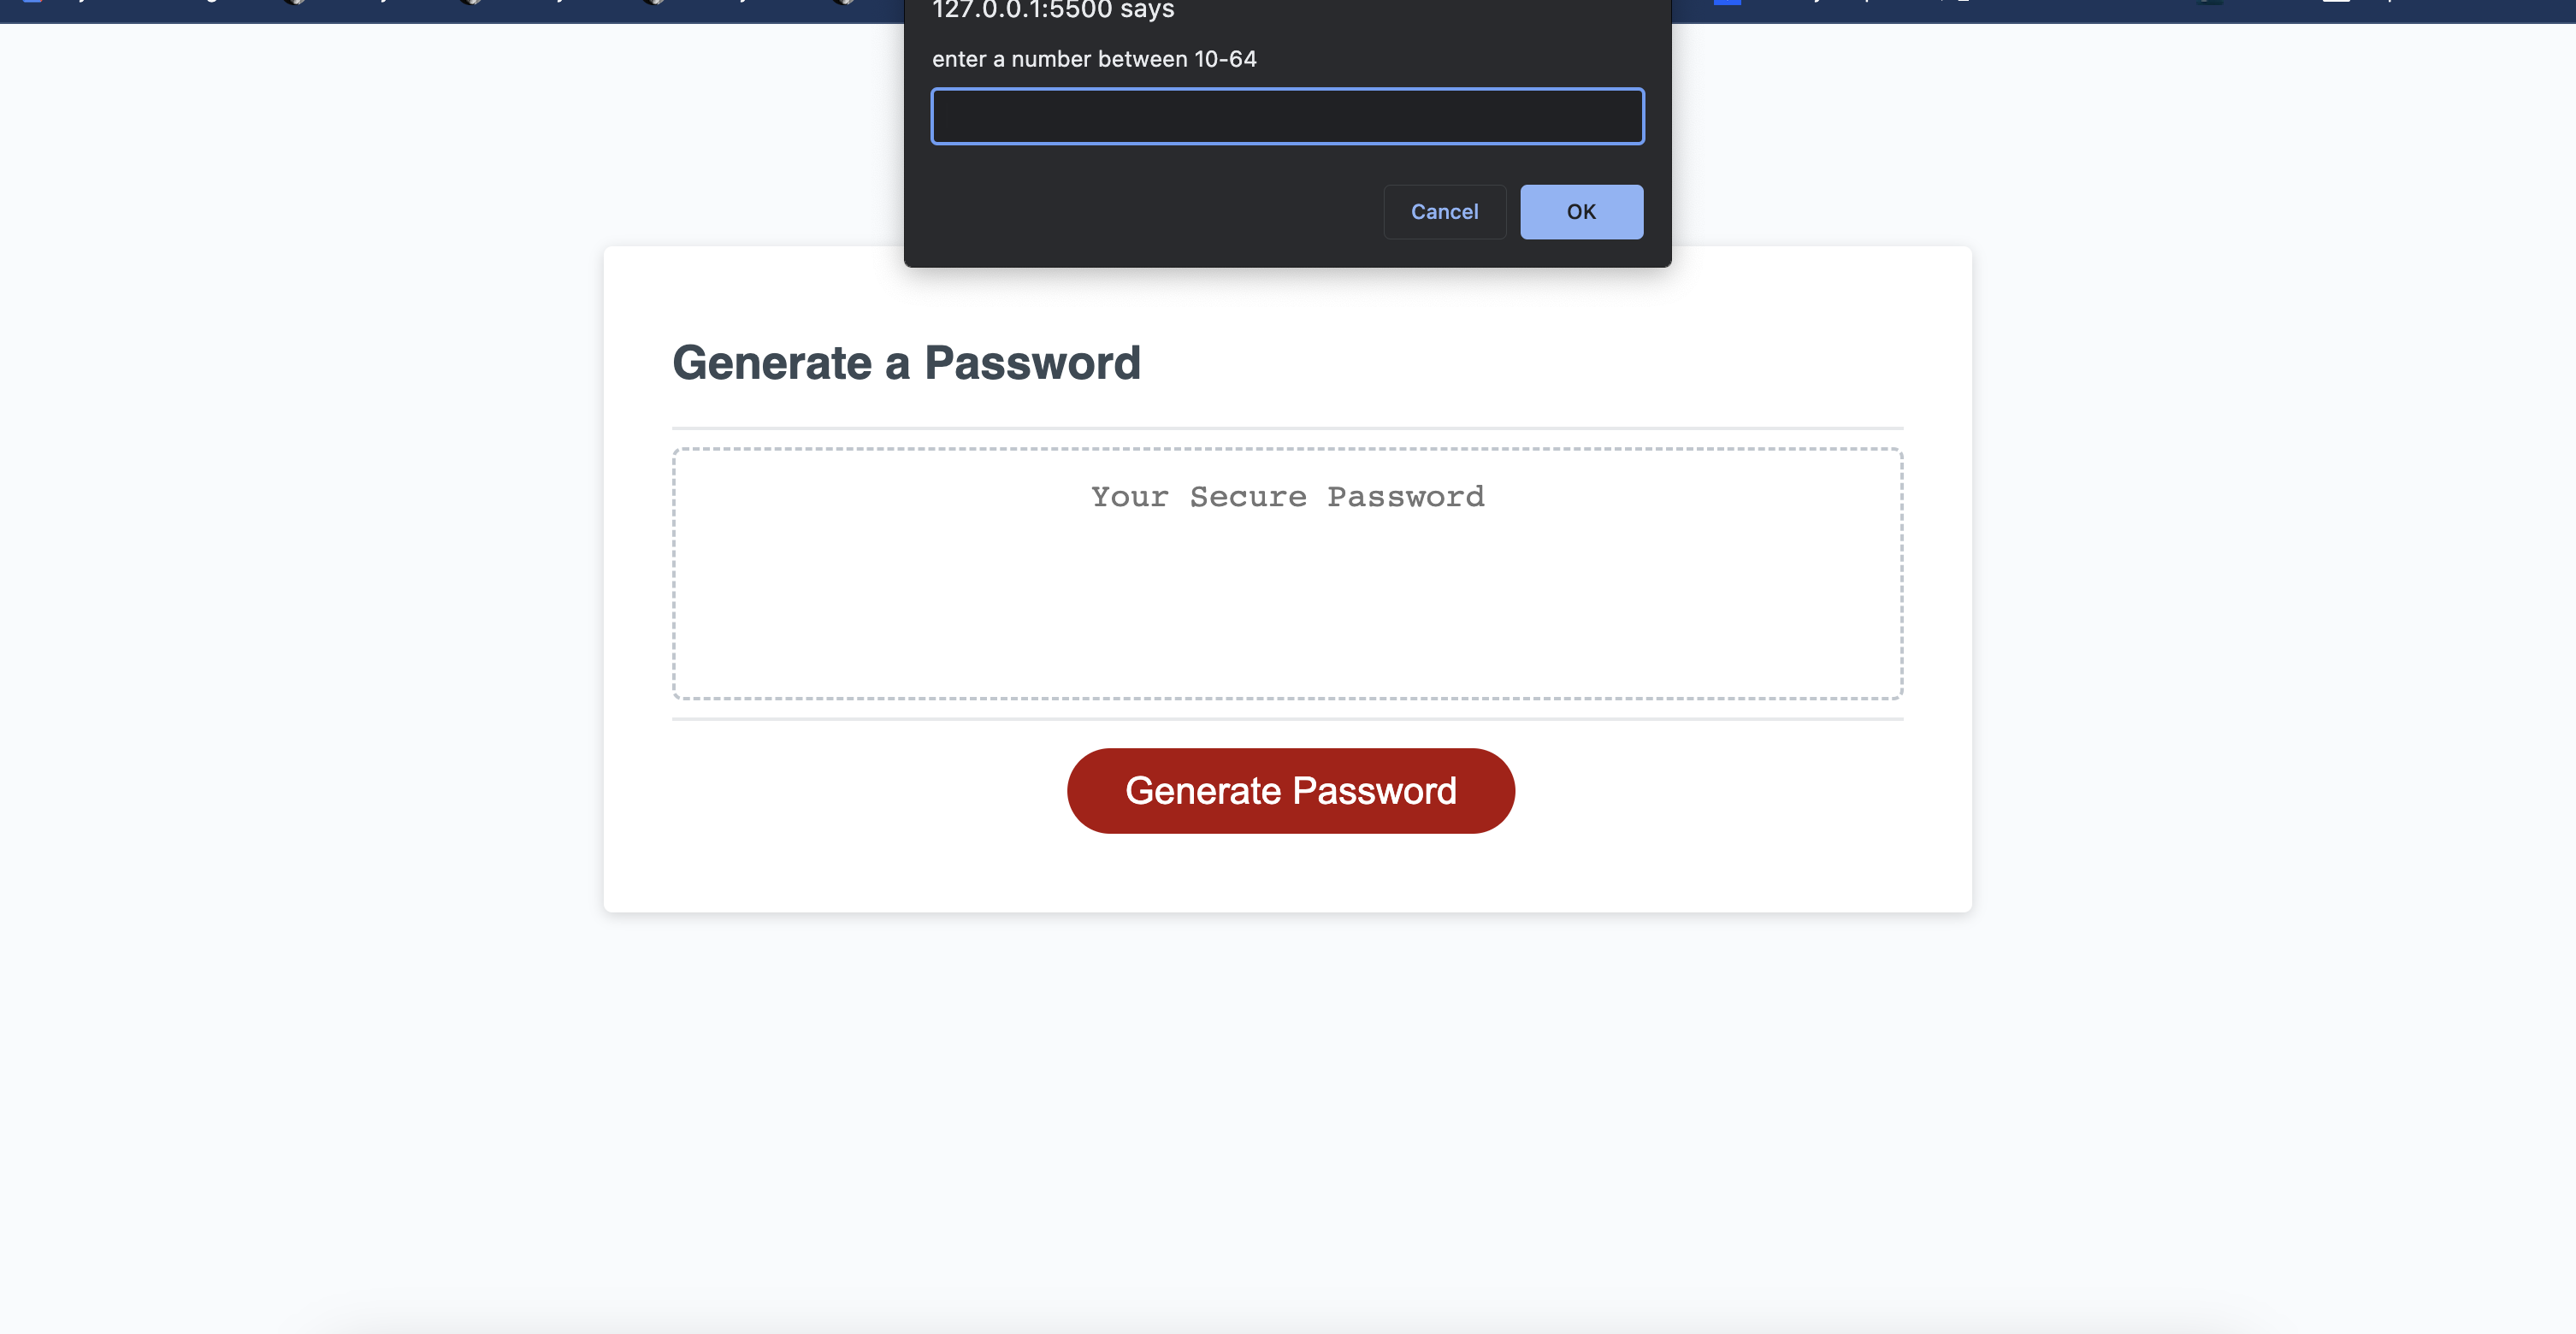 127.0.0.1:5500 says
enter a number between 10-64
Cancel
OK
Generate a Password
Your Secure Password
Generate Password